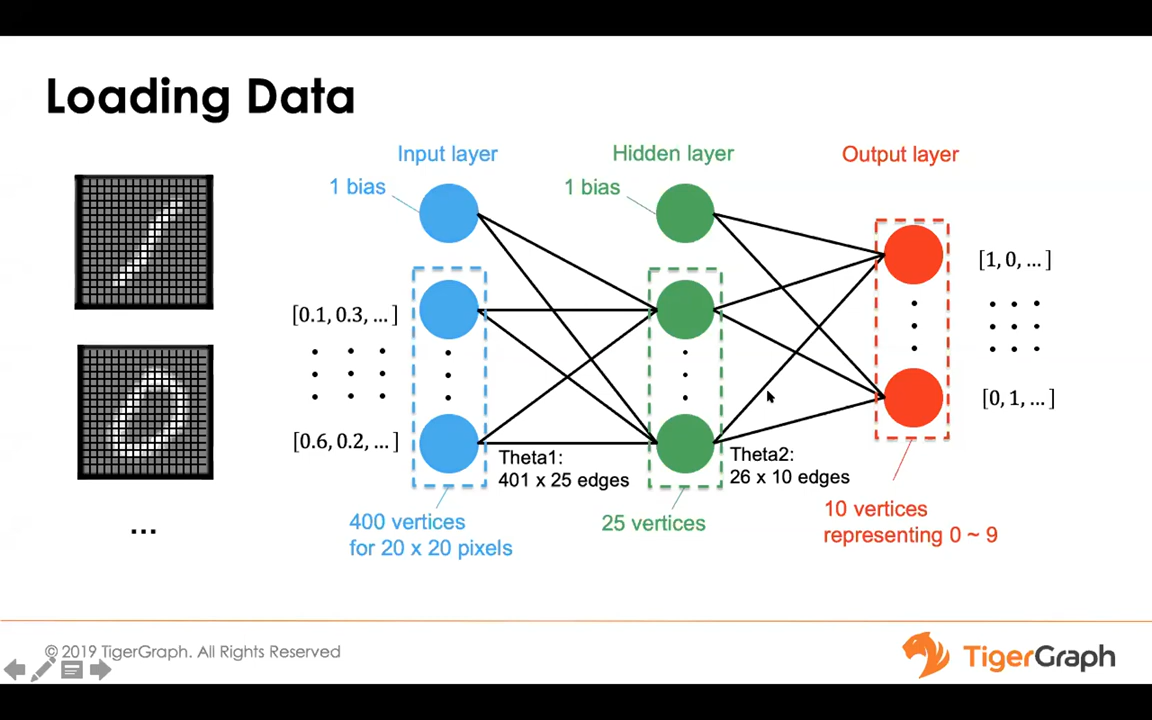 Loading Data
Input layer
Hidden layer
Output layer
1 bias
1 bias
[0.1, 0.3, ... ]
[0.6, 0.2, ... ]
[1, 0, ... ]
[0, 1, ... ]
Theta1:
401 x 25 edges
Theta2:
26 x 10 edges
400 vertices
for 20 x 20 pixels
25 vertices
10 vertices
representing 0 ~ 9
...
© 2019 TigerGraph. All Rights Reserved
TigerGraph